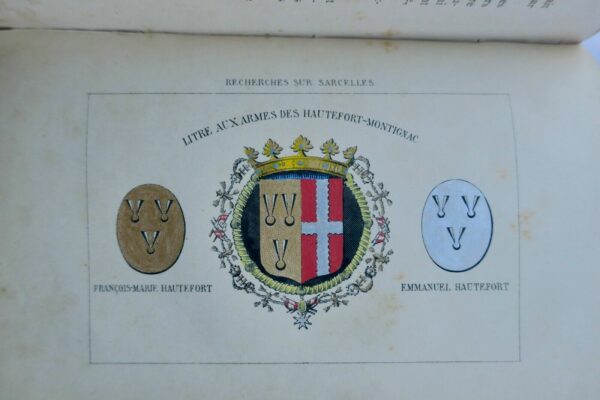 RECHERCHES SUR SARCELLES
LITRE AUX ARMES DES HAUTEFORT-MONTIGNAC
FRANÇOIS-MARIE HAUTEFORT
EMMANUEL HAUTEFORT